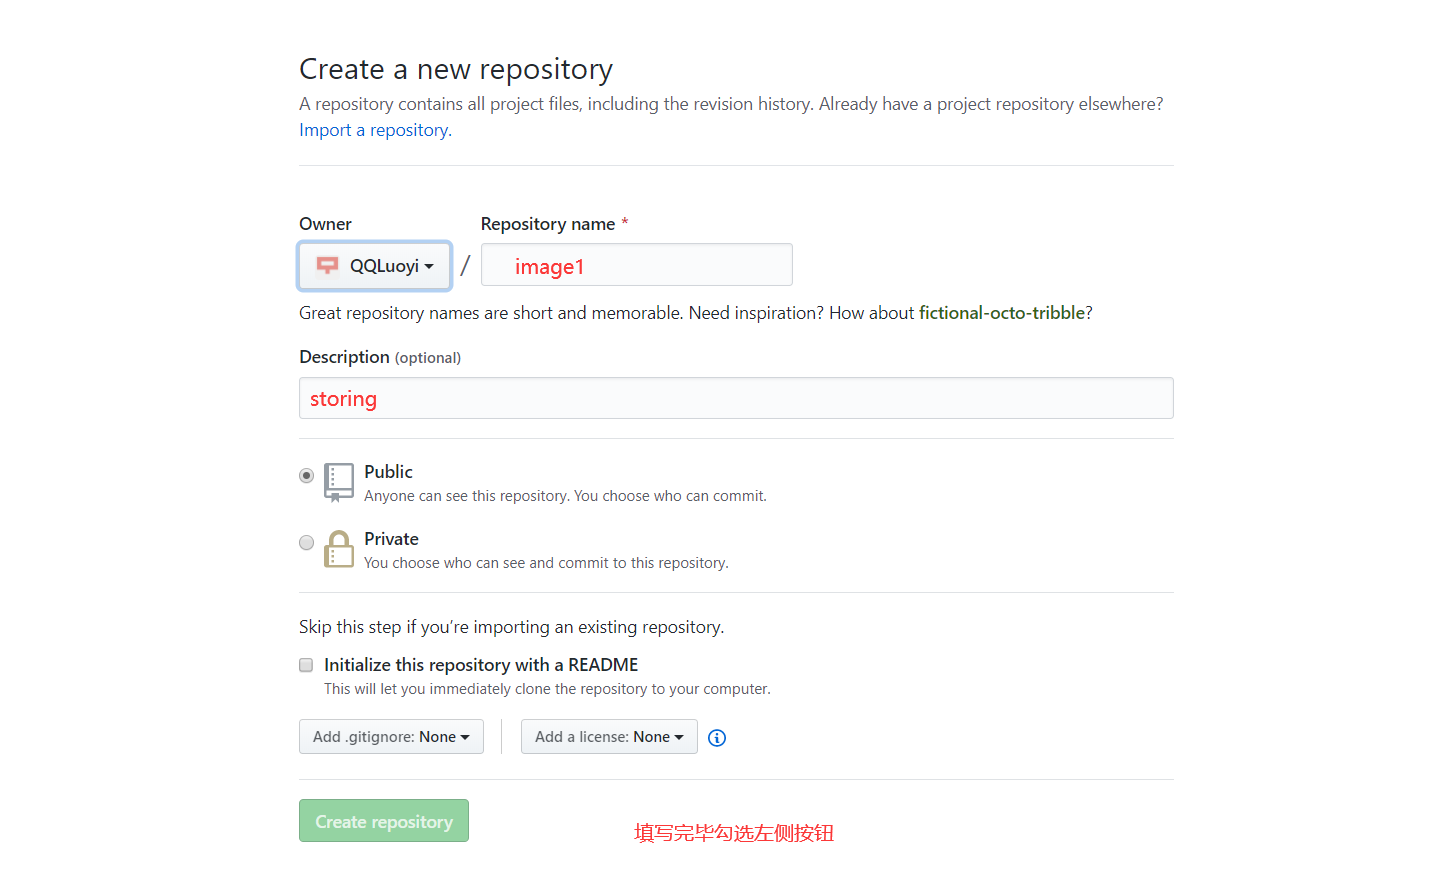 Create a new repository
A repository contains all project files, including the revision history. Already have a project repository elsewhere?
Import a repository.
Owner
Repository name *
QQLuoyi
/
image1
Great repository names are short and memorable. Need inspiration? How about fictional-octo-tribble?
Description (optional)
storing
Public
Anyone can see this repository. You choose who can commit.
Private
You choose who can see and commit to this repository.
Skip this step if you’re importing an existing repository.
Initialize this repository with a README
This will let you immediately clone the repository to your computer.
Add .gitignore: None
Add a license: None
Create repository
填写完毕勾选左侧按钮